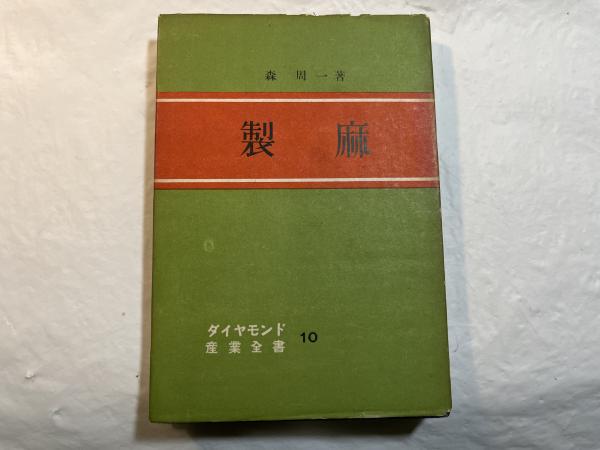 森 周一著
製麻
ダイヤモンド
産業全書 10